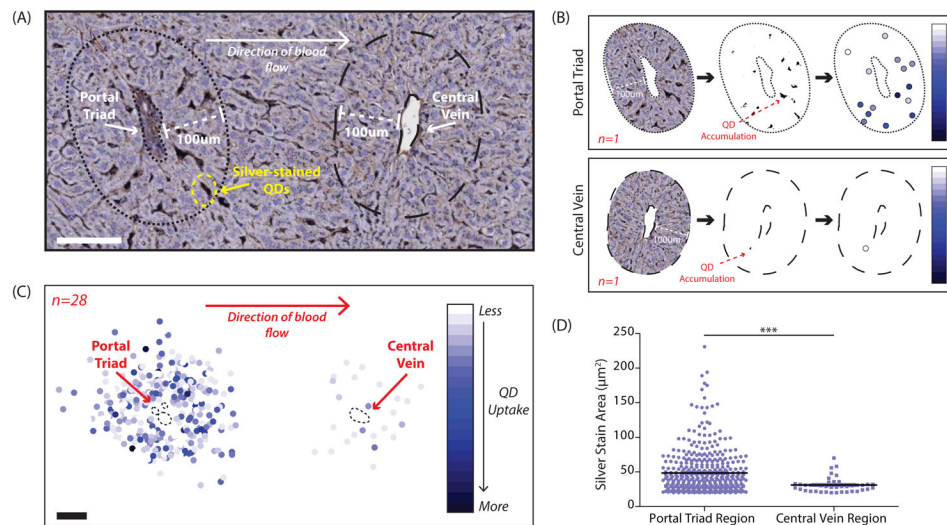 (A)
Direction of blood
flow
Portal
Triad
100um
100um
Central
Vein
Silver-stained
QDs
(B)
Portal Triad
100um
QD
Accumulation
n=1
Central Vein
100um
QD
Accumulation
n=1
(C)
n=28
Direction of blood
flow
Portal
Triad
Central
Vein
Less
QD
Uptake
More
(D)
***
Silver Stain Area (µm²)
250
200
150
100
50
0
Portal Triad Region
Central Vein Region